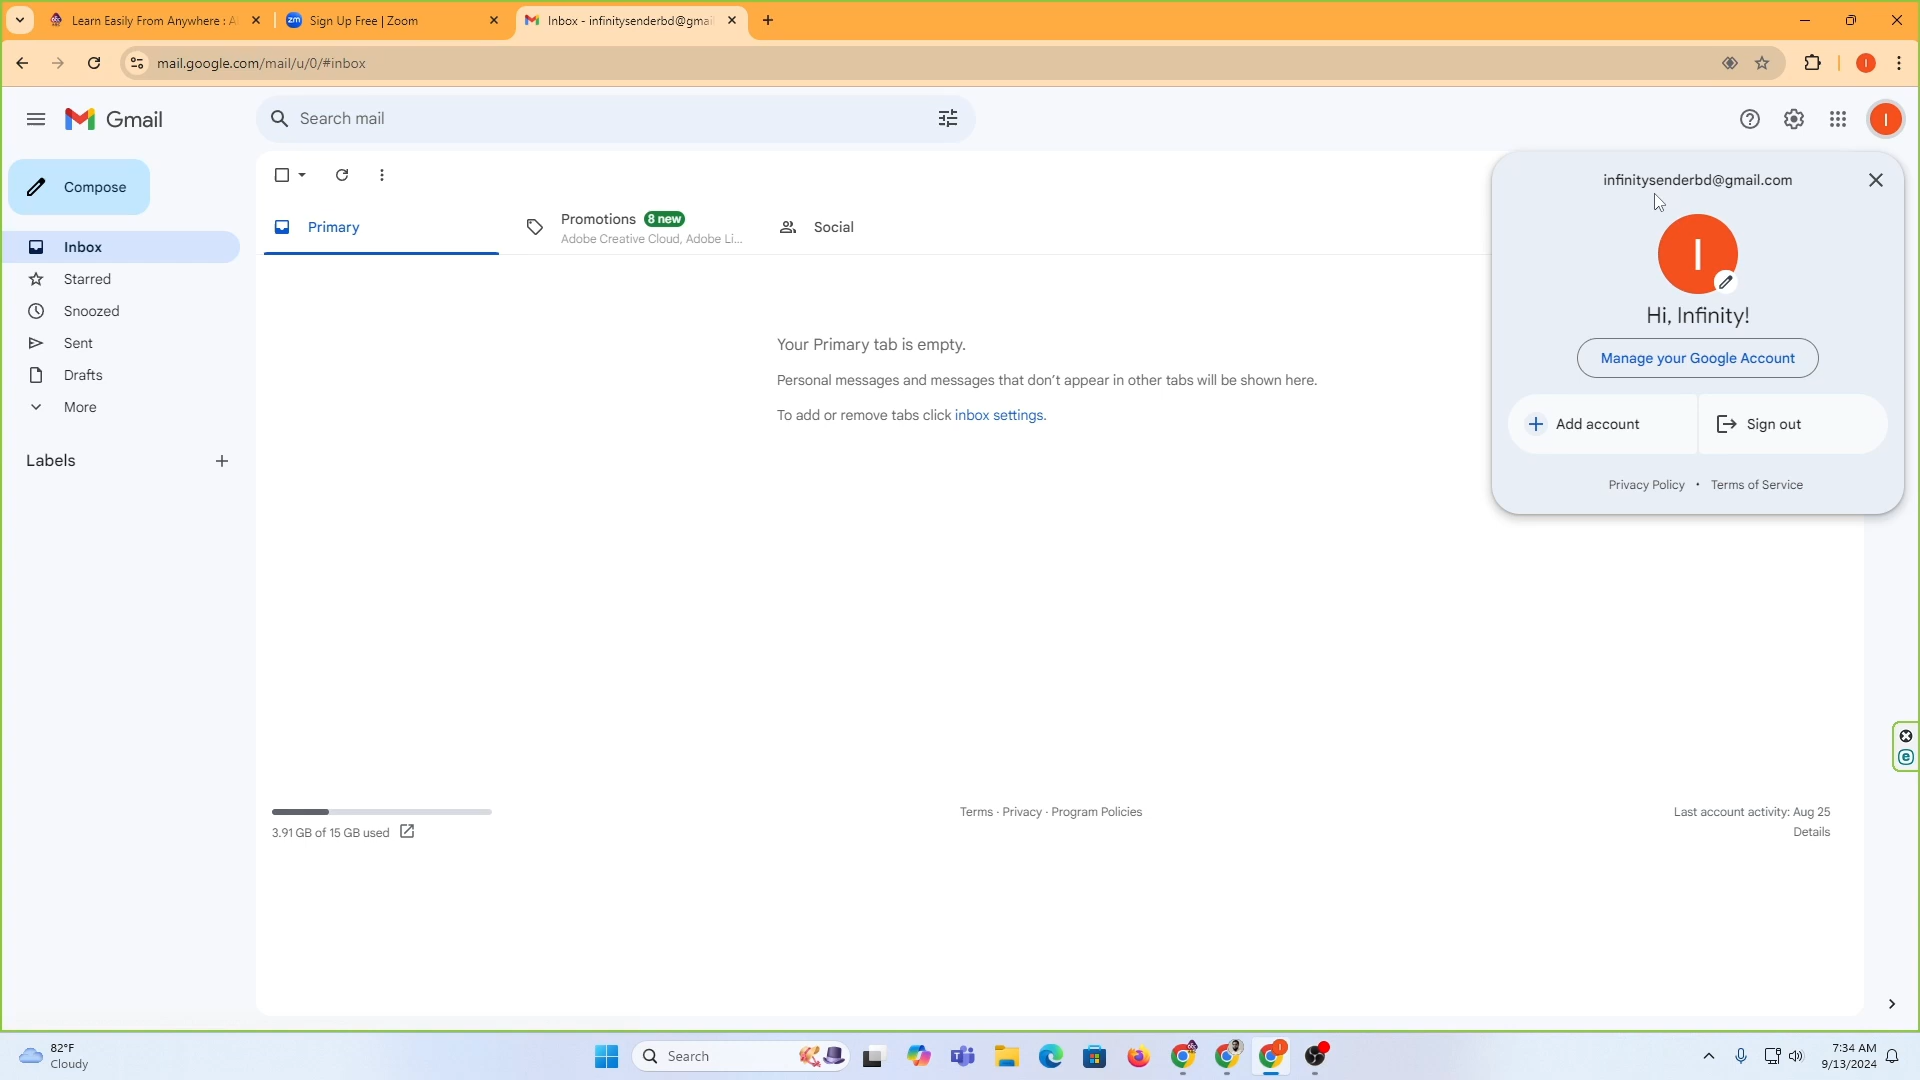 Learn Easily From Anywhere : A
zm Sign Up Free | Zoom
Inbox - infinitysenderbd@gmai
mail.google.com/mail/u/0/#inbox
I
Gmail
Search mail
I
Compose
Inbox
Starred
Snoozed
Sent
Drafts
More
Labels
Primary
Promotions 8 new
Adobe Creative Cloud, Adobe Li...
Social
Your Primary tab is empty.
Personal messages and messages that don't appear in other tabs will be shown here.
To add or remove tabs click inbox settings.
infinitysenderbd@gmail.com
I
Hi, Infinity!
Manage your Google Account
Add account
Sign out
Privacy Policy • Terms of Service
3.91 GB of 15 GB used
Terms · Privacy · Program Policies
Last account activity: Aug 25
Details
82°F
Cloudy
Search
7:34 AM
9/13/2024